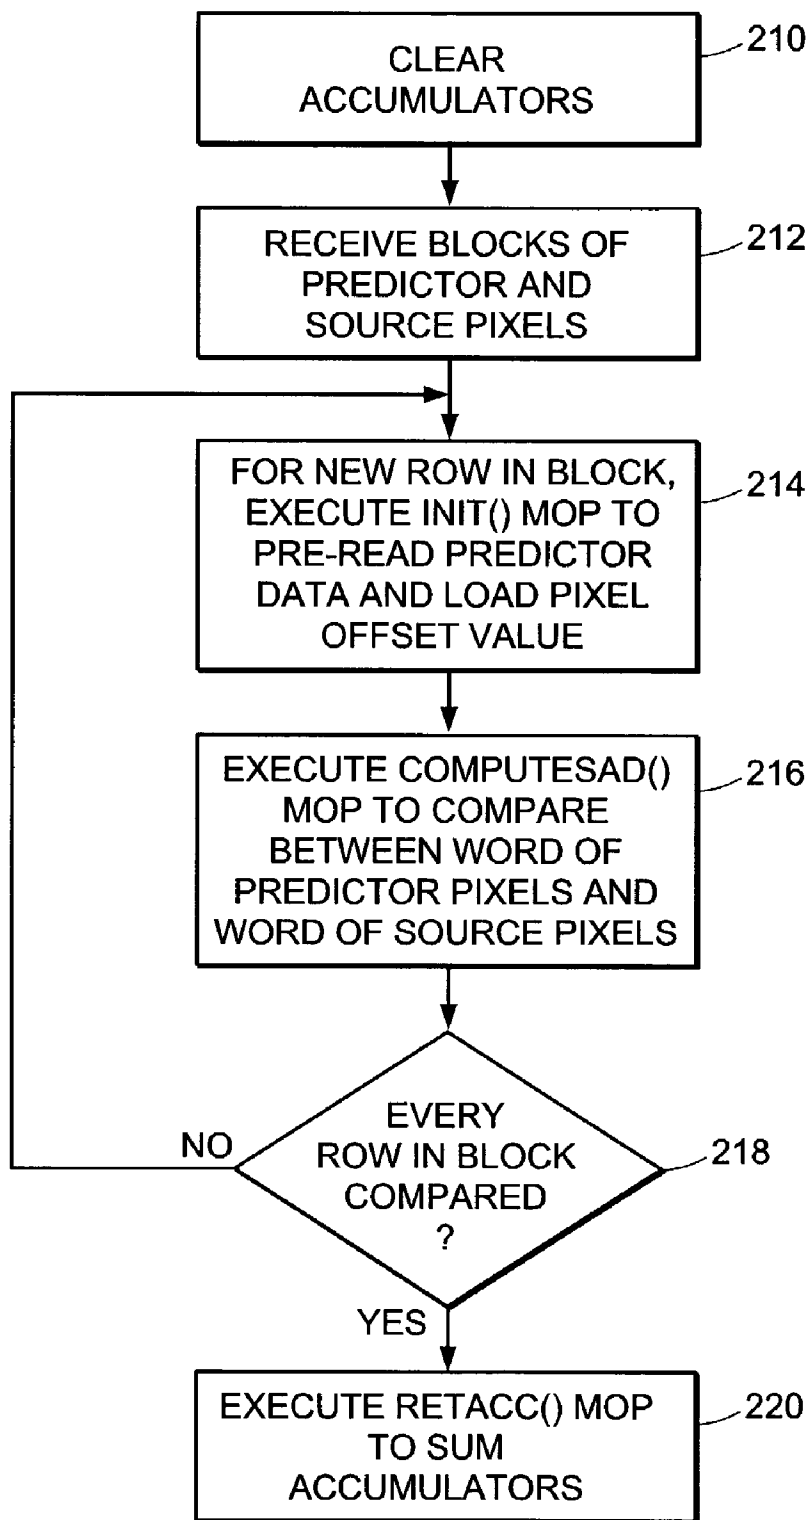 CLEAR
ACCUMULATORS
210
RECEIVE BLOCKS OF
PREDICTOR AND
SOURCE PIXELS
212
FOR NEW ROW IN BLOCK,
EXECUTE INIT() MOP TO
PRE-READ PREDICTOR
DATA AND LOAD PIXEL
OFFSET VALUE
214
EXECUTE COMPUTESAD()
MOP TO COMPARE
BETWEEN WORD OF
PREDICTOR PIXELS AND
WORD OF SOURCE PIXELS
216
EVERY
ROW IN BLOCK
COMPARED
?
218
NO
YES
EXECUTE RETACC() MOP
TO SUM
ACCUMULATORS
220